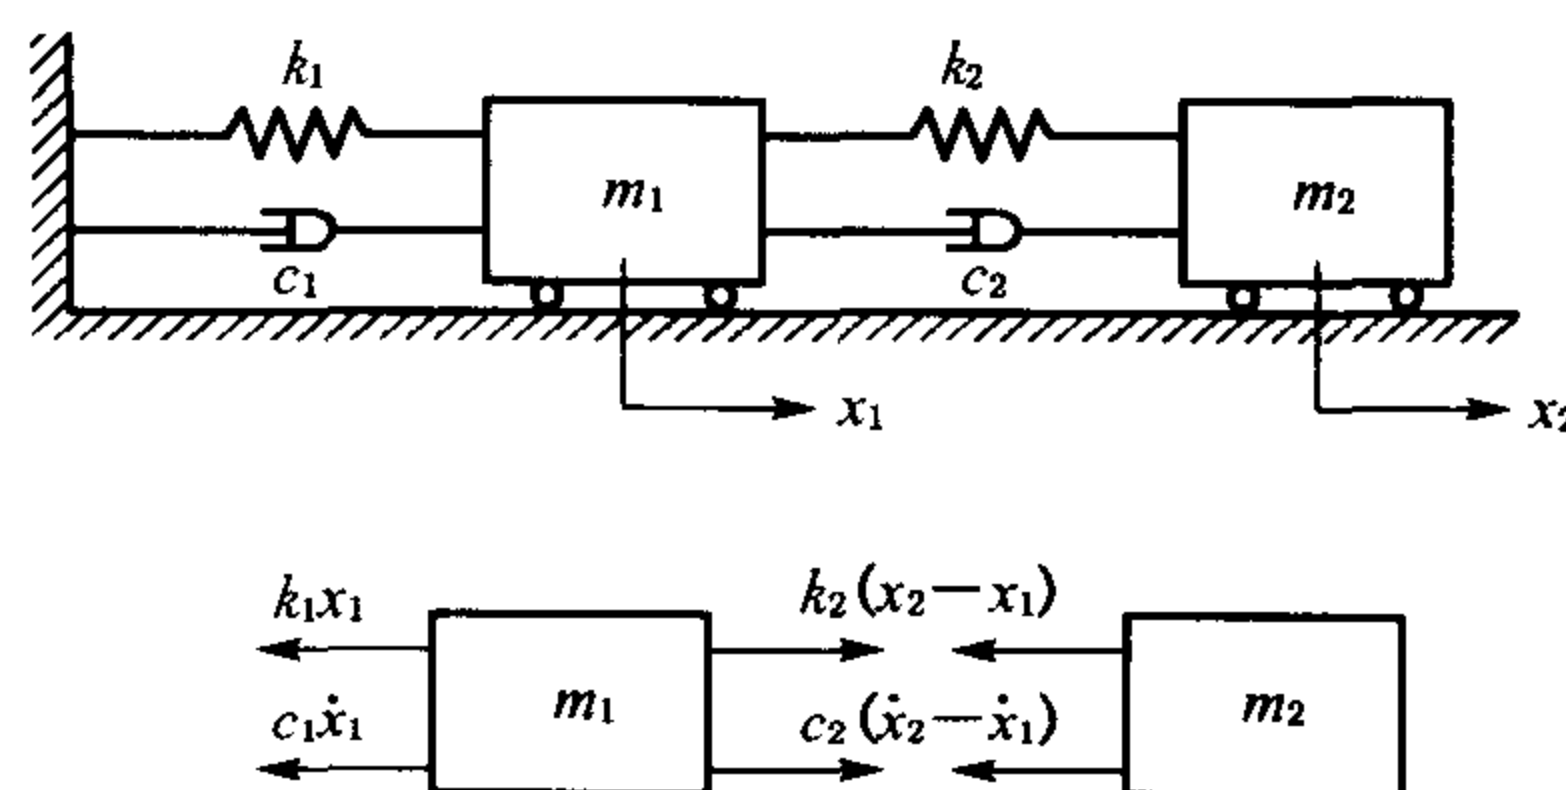 k₁ k₂
m₁ m₂
c₁ c₂
x₁ x₂
k₁x₁ k₂(x₂−x₁)
m₁ m₂
c₁ẋ₁ c₂(ẋ₂−ẋ₁)